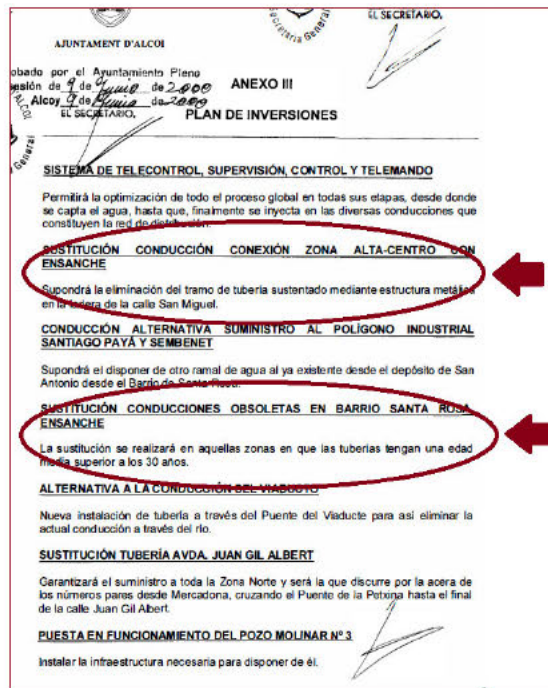 EL SECRETARIO,
Secretaria General
AJUNTAMENT D'ALCOI
obado por el Ayuntamiento Pleno
esión de 9 de Junio de 2000
Alcoy 9 de Junio de 2000
EL SECRETARIO,
ANEXO III
PLAN DE INVERSIONES
SISTEMA DE TELECONTROL, SUPERVISIÓN, CONTROL Y TELEMANDO
Permitirá la optimización de todo el proceso global en todas sus etapas, desde donde
se capta el agua, hasta que, finalmente se inyecta en las diversas conducciones que
constituyen la red de distribución.
SUSTITUCIÓN CONDUCCIÓN CONEXIÓN ZONA ALTA-CENTRO CON
ENSANCHE
Supondrá la eliminación del tramo de tubería sustentado mediante estructura metálica
en la ladera de la calle San Miguel.
CONDUCCIÓN ALTERNATIVA SUMINISTRO AL POLÍGONO INDUSTRIAL
SANTIAGO PAYÁ Y SEMBENET
Supondrá el disponer de otro ramal de agua al ya existente desde el depósito de San
Antonio desde el Barrio de Santa Rosa.
SUSTITUCIÓN CONDUCCIONES OBSOLETAS EN BARRIO SANTA ROSA,
ENSANCHE
La sustitución se realizará en aquellas zonas en que las tuberías tengan una edad
media superior a los 30 años.
ALTERNATIVA A LA CONDUCCIÓN DEL VIADUCTO
Nueva instalación de tubería a través del Puente del Viaducte para así eliminar la
actual conducción a través del río.
SUSTITUCIÓN TUBERÍA AVDA. JUAN GIL ALBERT
Garantizará el suministro a toda la Zona Norte y será la que discurre por la acera de
los números pares desde Mercadona, cruzando el Puente de la Petxina hasta el final
de la calle Juan Gil Albert.
PUESTA EN FUNCIONAMIENTO DEL POZO MOLINAR Nº 3
Instalar la infraestructura necesaria para disponer de él.